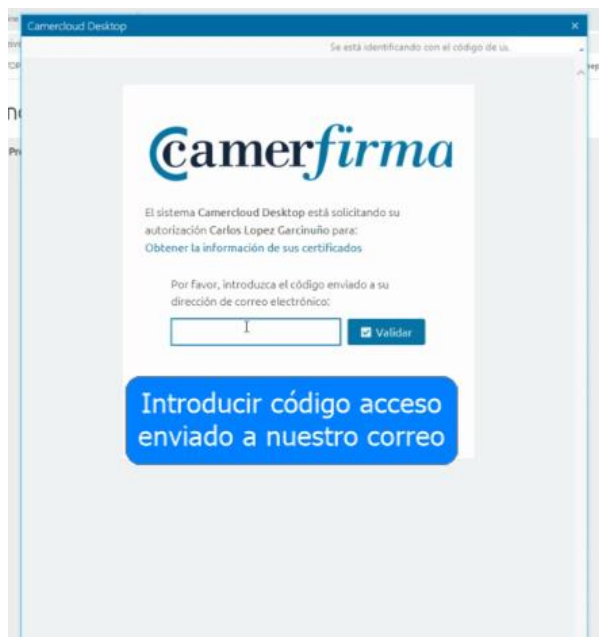 Camercloud Desktop
Se está identificando con el código de us
camerfirma
El sistema Camercloud Desktop está solicitando su
autorización Carlos Lopez Garcinuño para:
Obtener la información de sus certificados
Por favor, introduzca el código enviado a su
dirección de correo electrónico:
Validar
Introducir código acceso
enviado a nuestro correo